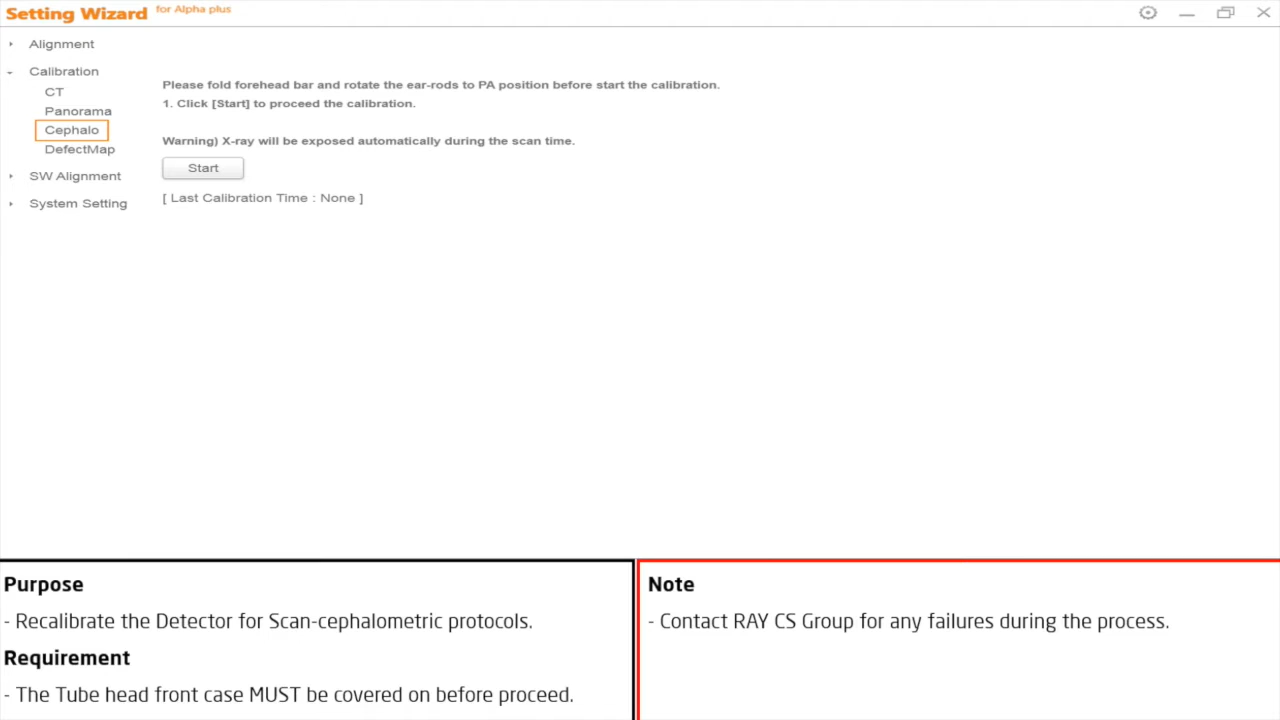 Setting Wizard for Alpha plus
Alignment
Calibration
CT
Panorama
Cephalo
DefectMap
SW Alignment
System Setting
Please fold forehead bar and rotate the ear-rods to PA position before start the calibration.
1. Click [Start] to proceed the calibration.
Warning) X-ray will be exposed automatically during the scan time.
Start
[ Last Calibration Time : None ]
Purpose
- Recalibrate the Detector for Scan-cephalometric protocols.
Requirement
- The Tube head front case MUST be covered on before proceed.
Note
- Contact RAY CS Group for any failures during the process.